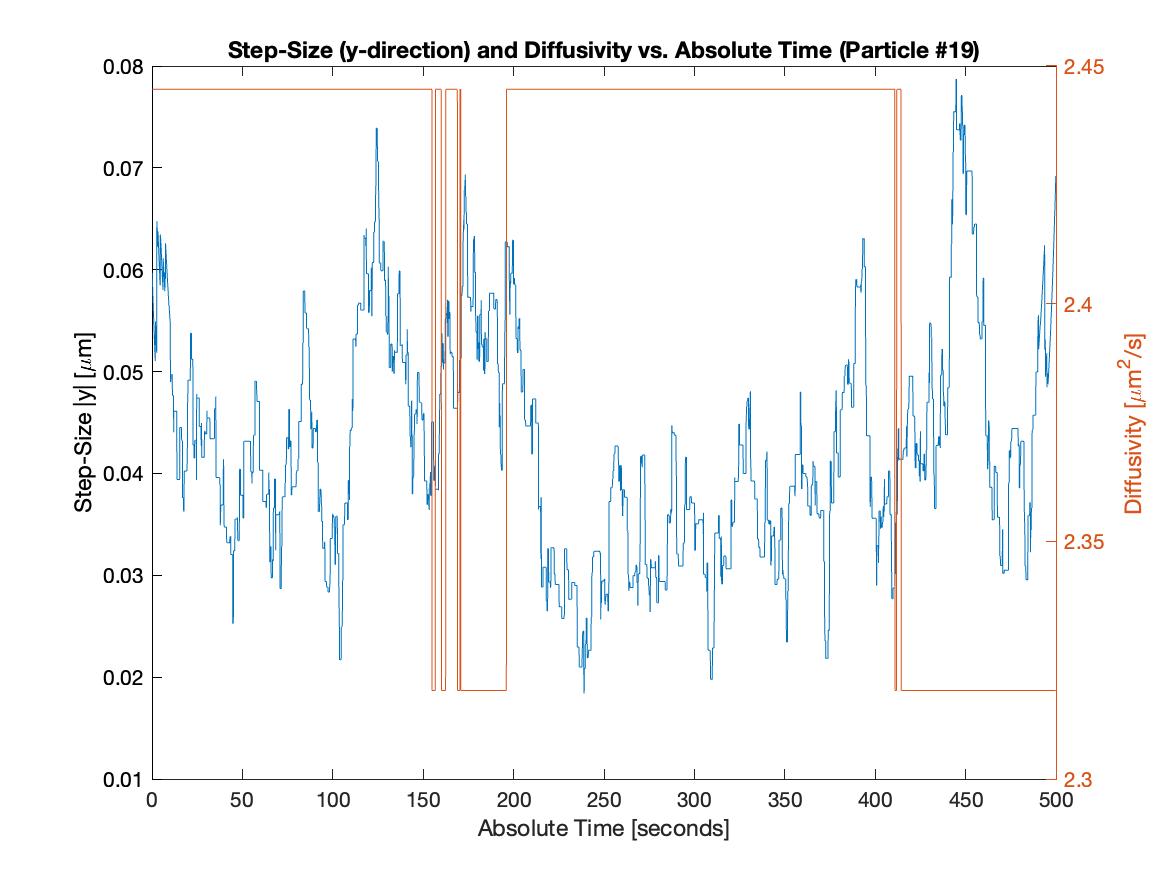 Step-Size (y-direction) and Diffusivity vs. Absolute Time (Particle #19)
0.08
0.07
0.06
0.05
0.04
0.03
0.02
0.01
Step-Size |y| [μm]
2.45
2.4
2.35
2.3
Diffusivity [μm²/s]
0 50 100 150 200 250 300 350 400 450 500
Absolute Time [seconds]